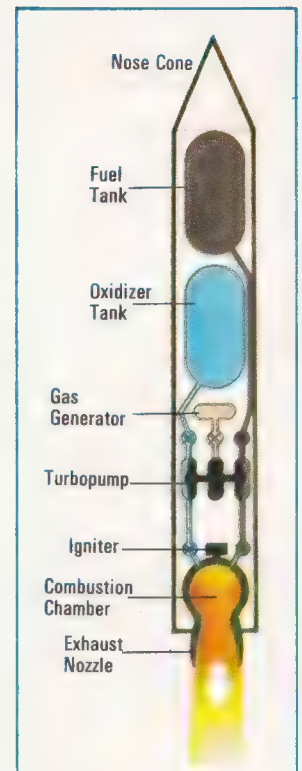 Nose Cone
Fuel
Tank
Oxidizer
Tank
Gas
Generator
Turbopump
Igniter
Combustion
Chamber
Exhaust
Nozzle